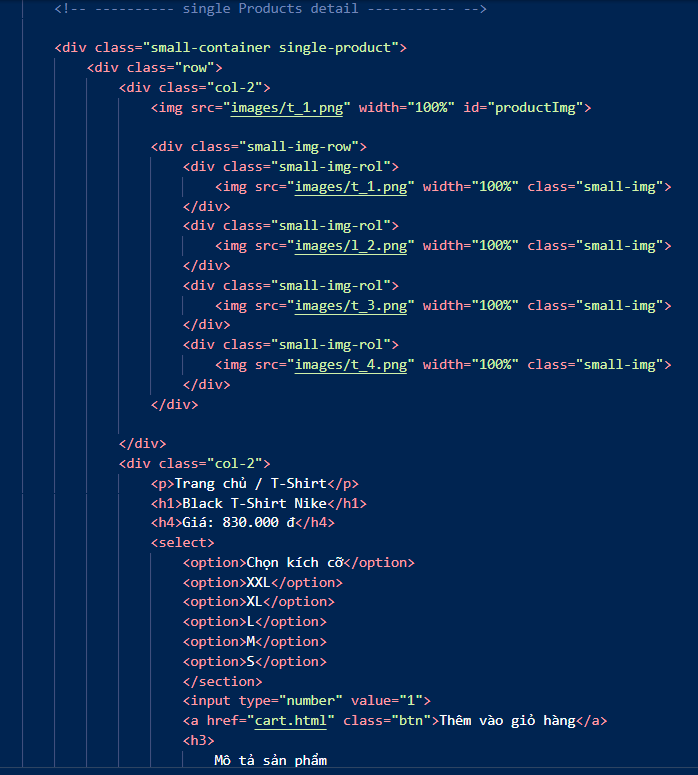 <!-- ---------- single Products detail ----------- -->
<div class="small-container single-product">
<div class="row">
<div class="col-2">
<img src="images/t_1.png" width="100%" id="productImg">
<div class="small-img-row">
<div class="small-img-rol">
<img src="images/t_1.png" width="100%" class="small-img">
</div>
<div class="small-img-rol">
<img src="images/l_2.png" width="100%" class="small-img">
</div>
<div class="small-img-rol">
<img src="images/t_3.png" width="100%" class="small-img">
</div>
<div class="small-img-rol">
<img src="images/t_4.png" width="100%" class="small-img">
</div>
</div>
</div>
<div class="col-2">
<p>Trang chủ / T-Shirt</p>
<h1>Black T-Shirt Nike</h1>
<h4>Giá: 830.000 đ</h4>
<select>
<option>Chọn kích cỡ</option>
<option>XXL</option>
<option>XL</option>
<option>L</option>
<option>M</option>
<option>S</option>
</section>
<input type="number" value="1">
<a href="cart.html" class="btn">Thêm vào giỏ hàng</a>
<h3>
Mô tả sản phẩm